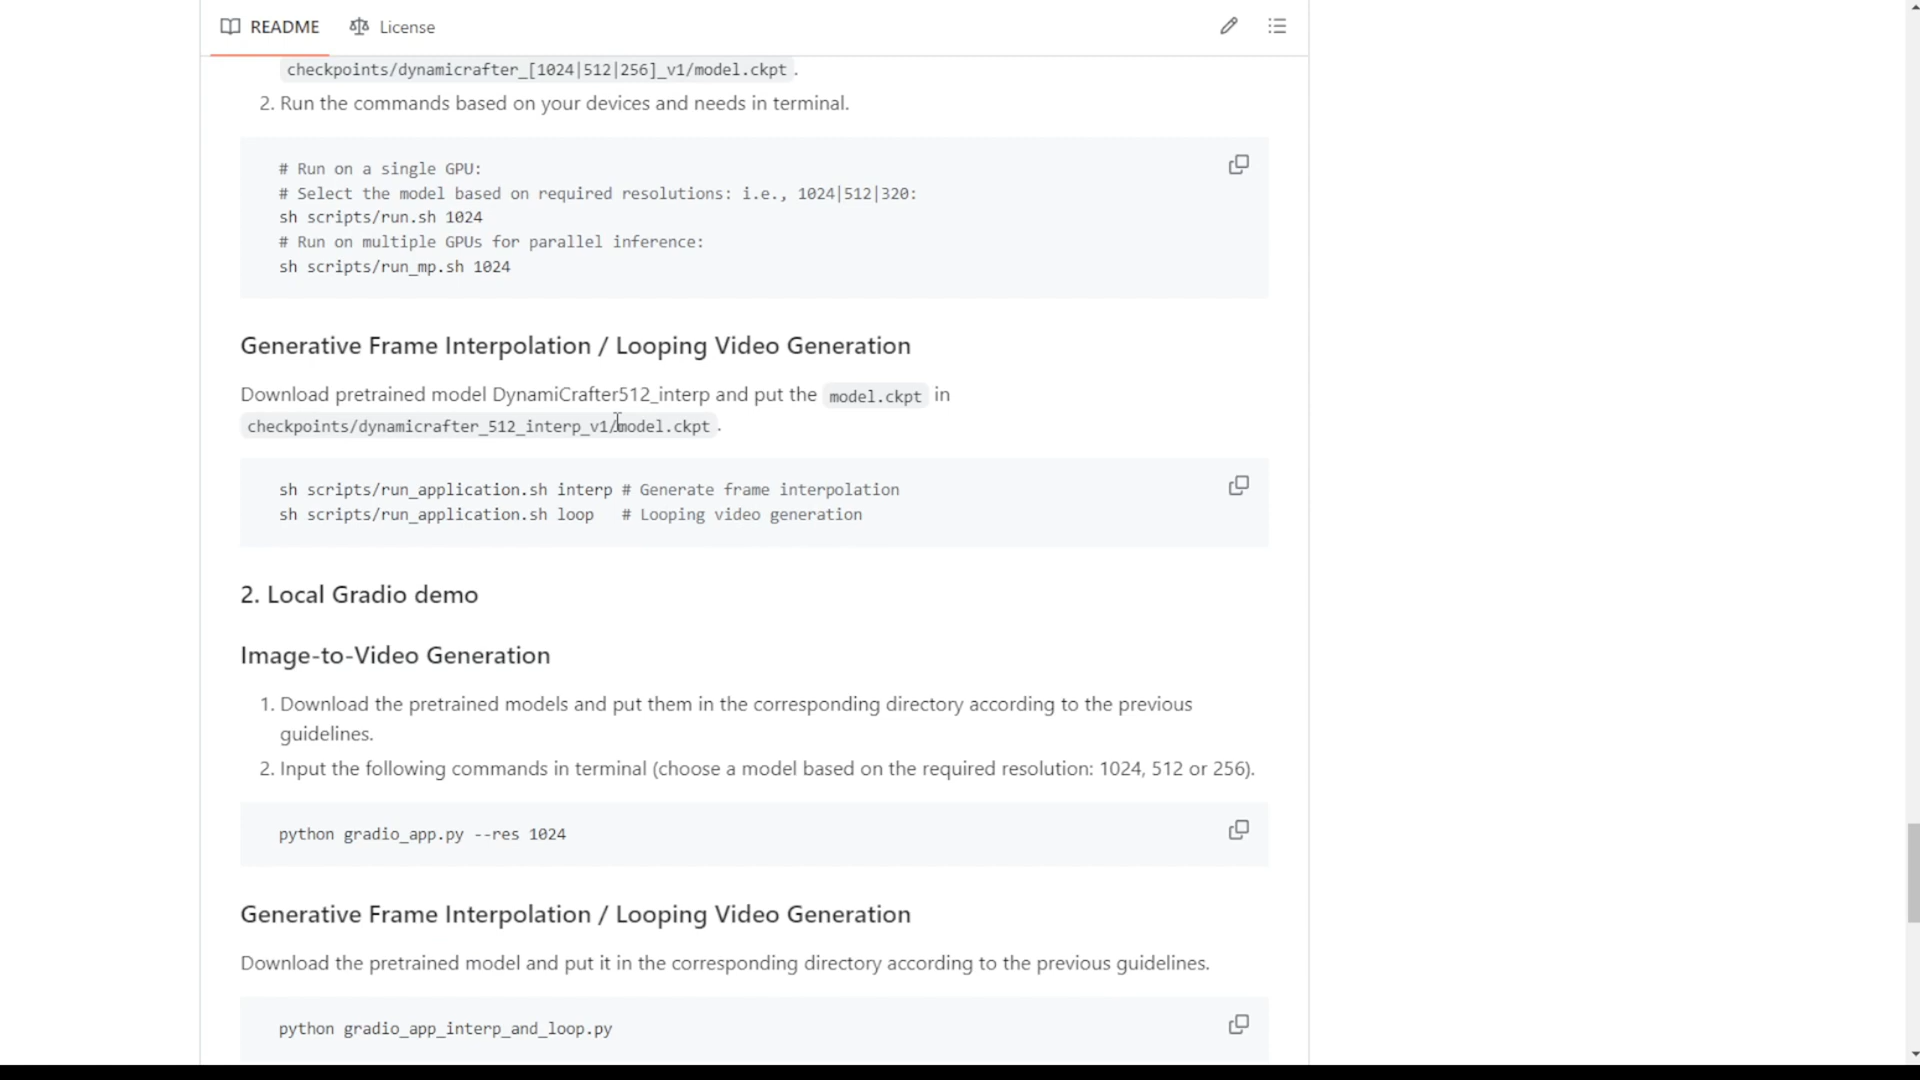 README License
checkpoints/dynamicrafter_[1024|512|256]_v1/model.ckpt .
2. Run the commands based on your devices and needs in terminal.
# Run on a single GPU:
# Select the model based on required resolutions: i.e., 1024|512|320:
sh scripts/run.sh 1024
# Run on multiple GPUs for parallel inference:
sh scripts/run_mp.sh 1024
Generative Frame Interpolation / Looping Video Generation
Download pretrained model DynamiCrafter512_interp and put the model.ckpt in
checkpoints/dynamicrafter_512_interp_v1/model.ckpt .
sh scripts/run_application.sh interp # Generate frame interpolation
sh scripts/run_application.sh loop # Looping video generation
2. Local Gradio demo
Image-to-Video Generation
1. Download the pretrained models and put them in the corresponding directory according to the previous
guidelines.
2. Input the following commands in terminal (choose a model based on the required resolution: 1024, 512 or 256).
python gradio_app.py --res 1024
Generative Frame Interpolation / Looping Video Generation
Download the pretrained model and put it in the corresponding directory according to the previous guidelines.
python gradio_app_interp_and_loop.py